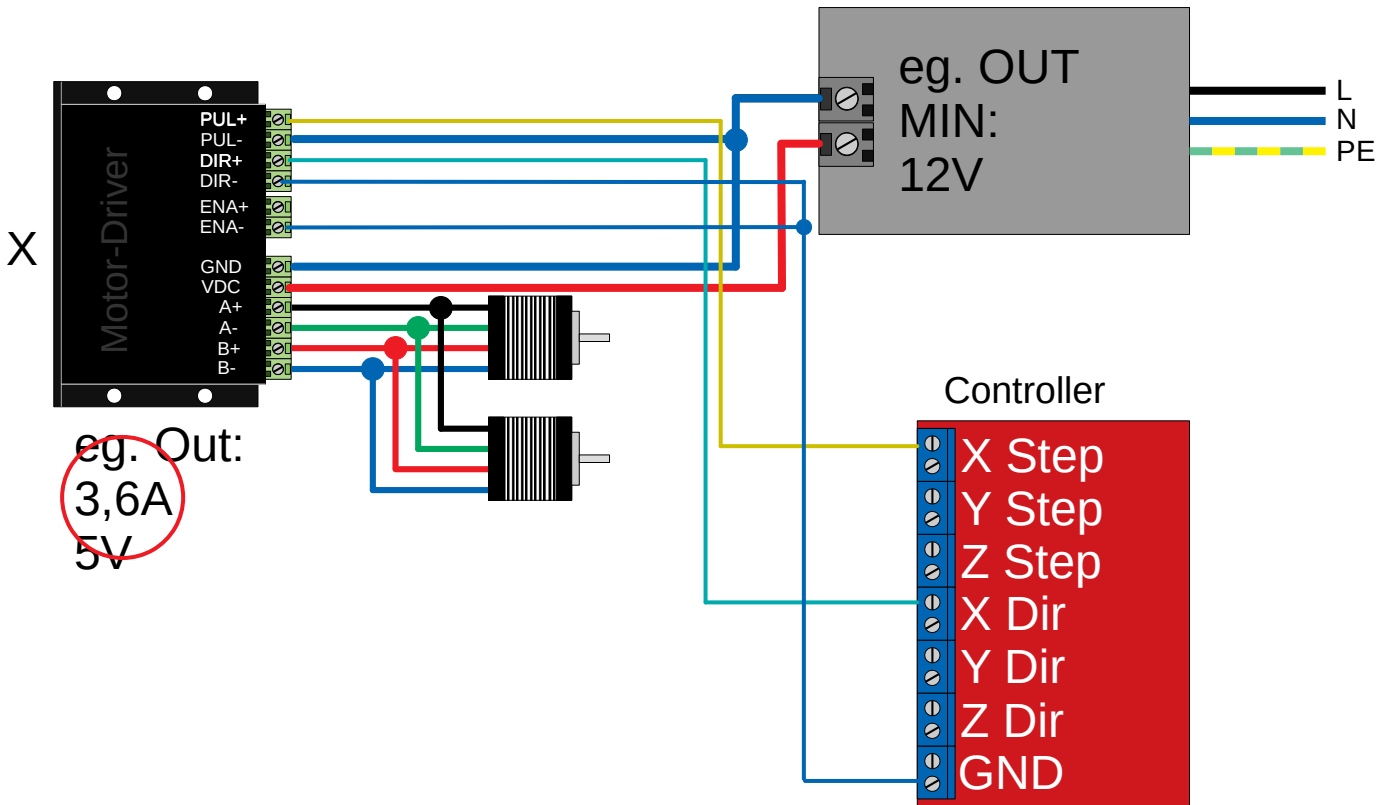 X
Motor-Driver
PUL+
PUL-
DIR+
DIR-
ENA+
ENA-
GND
VDC
A+
A-
B+
B-
eg. Out:
3,6A
5V
eg. OUT
MIN:
12V
L
N
PE
Controller
X Step
Y Step
Z Step
X Dir
Y Dir
Z Dir
GND